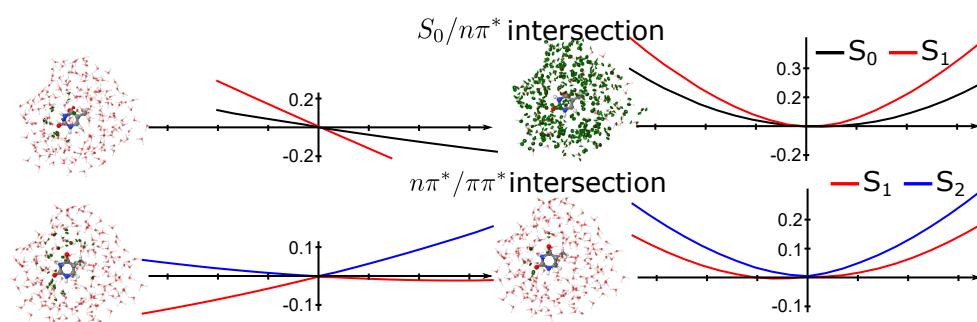 S₀/nπ* intersection
S₀ S₁
0.2
-0.2
0.3
0.2
-0.2
nπ*/ππ* intersection
S₁ S₂
0.1
-0.1
0.2
0.1
-0.1